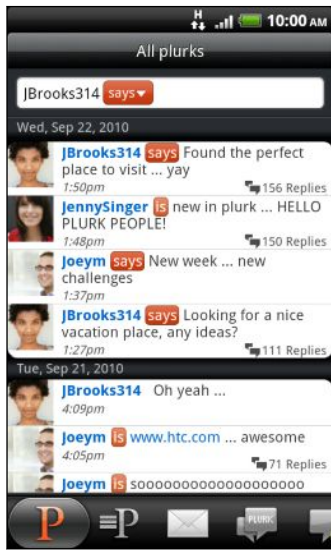 H
10:00 AM
All plurks
JBrooks314 says
Wed, Sep 22, 2010
JBrooks314 says Found the perfect
place to visit ... yay
1:50pm 156 Replies
JennySinger is new in plurk ... HELLO
PLURK PEOPLE!
1:48pm 150 Replies
Joeym says New week ... new
challenges
1:37pm
JBrooks314 says Looking for a nice
vacation place, any ideas?
1:27pm 111 Replies
Tue, Sep 21, 2010
JBrooks314 Oh yeah ...
4:09pm
Joeym is www.htc.com ... awesome
4:05pm 71 Replies
Joeym is soooooooooooooooooooo
P P PLURK